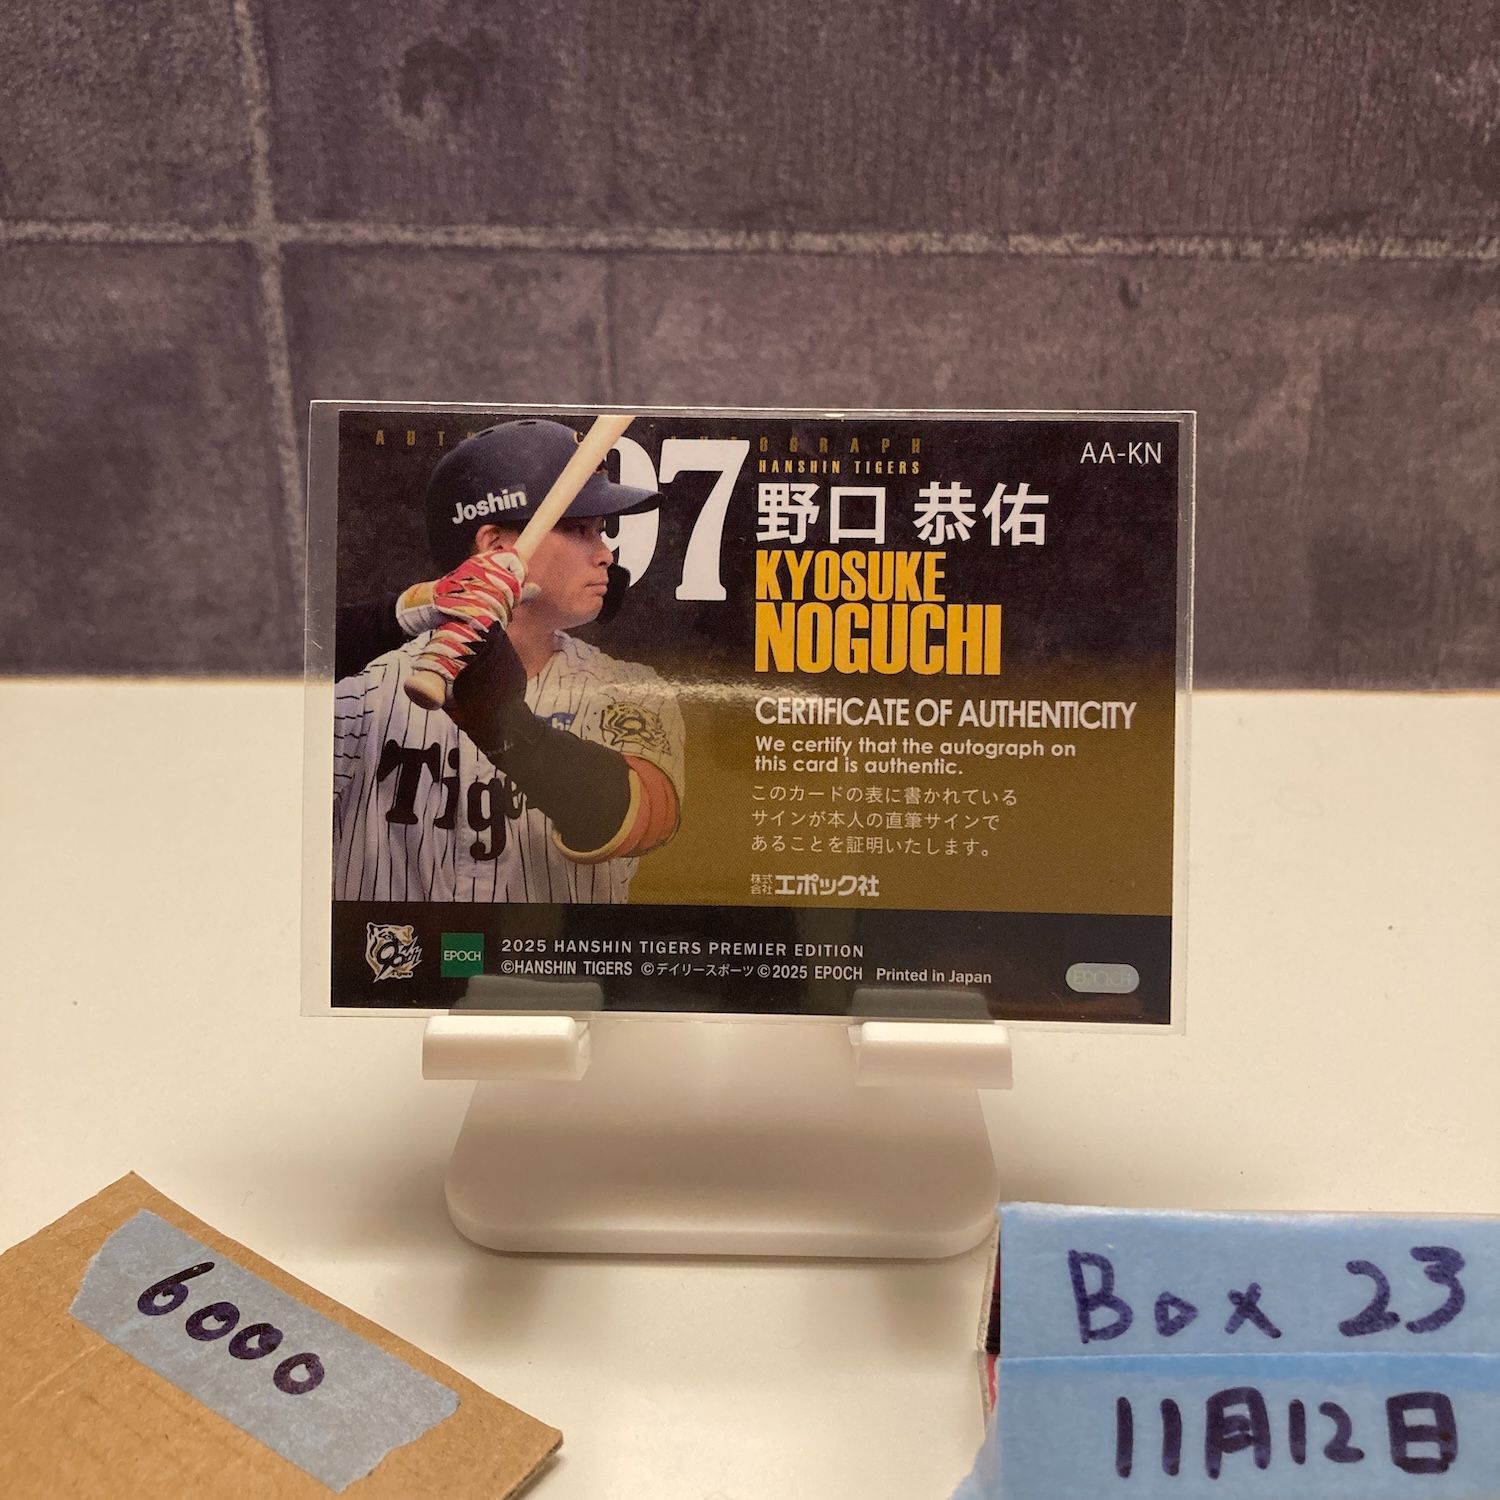 AUTHENTIC AUTOGRAPH
HANSHIN TIGERS
AA-KN
97
野口 恭佑
KYOSUKE
NOGUCHI
Joshin
Tige
CERTIFICATE OF AUTHENTICITY
We certify that the autograph on
this card is authentic.
このカードの表に書かれている
サインが本人の直筆サインで
あることを証明いたします。
株式会社エポック社
90th
EPOCH
2025 HANSHIN TIGERS PREMIER EDITION
©HANSHIN TIGERS ©デイリースポーツ ©2025 EPOCH Printed in Japan
EPOCH
6000
Box 23
11月12日